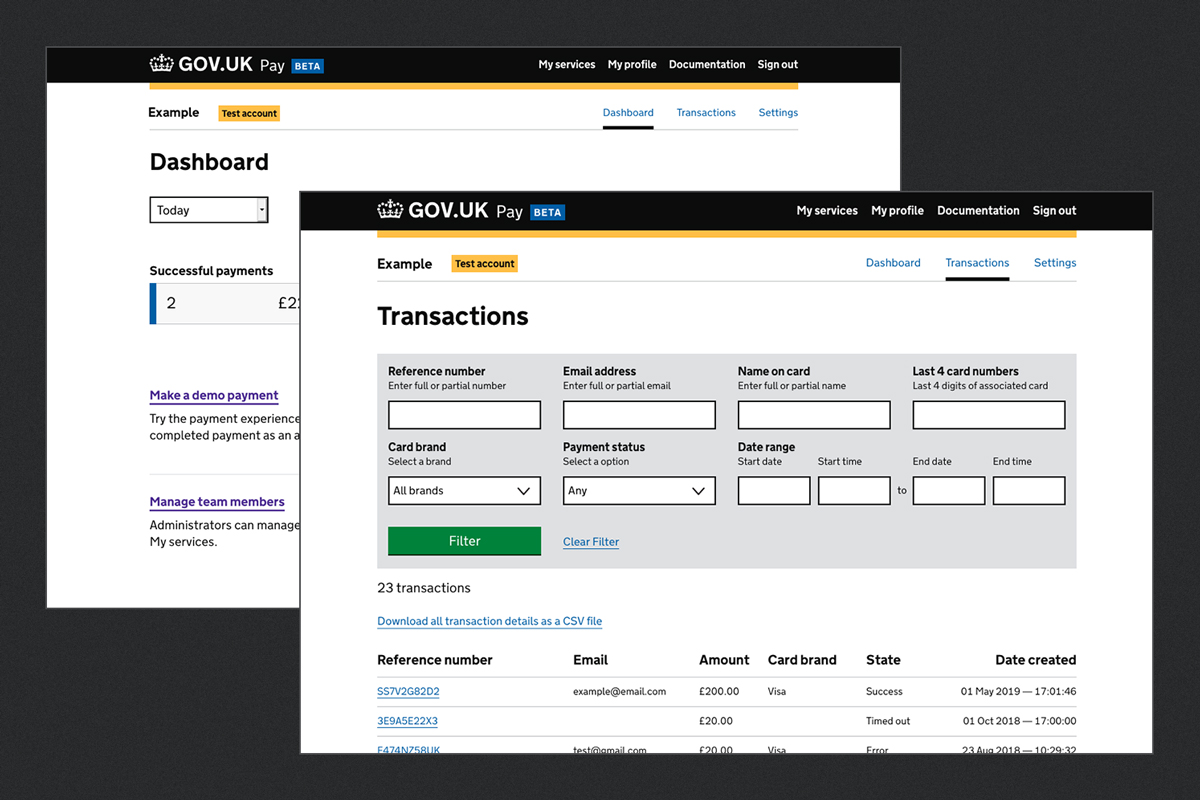 GOV.UK Pay BETA
My services My profile Documentation Sign out
Example Test account
Dashboard Transactions Settings
Dashboard
Today
Successful payments
2
Make a demo payment
Try the payment experience
completed payment as an
Manage team members
Administrators can manage
My services.
GOV.UK Pay BETA
My services My profile Documentation Sign out
Example Test account
Dashboard Transactions Settings
Transactions
Reference number Email address Name on card Last 4 card numbers
Enter full or partial number Enter full or partial email Enter full or partial name Last 4 digits of associated card
Card brand Payment status Date range
Select a brand Select a option Start date Start time End date End time
All brands Any to
Filter Clear Filter
23 transactions
Download all transaction details as a CSV file
Reference number Email Amount Card brand State Date created
SS7V2G82D2 example@email.com £200.00 Visa Success 01 May 2019 — 17:01:46
3E9A5E22X3 £20.00 Timed out 01 Oct 2018 — 17:00:00
F474NZ58UK test@gmail.com £20.00 Visa Error 23 Aug 2018 — 10:29:32